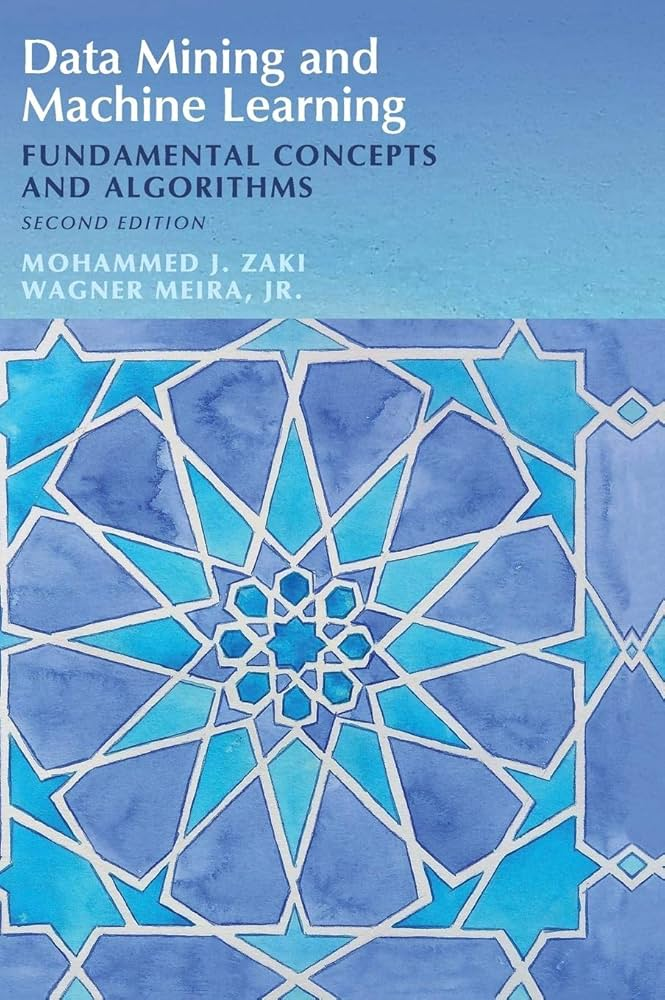 Data Mining and
Machine Learning
FUNDAMENTAL CONCEPTS
AND ALGORITHMS
SECOND EDITION
MOHAMMED J. ZAKI
WAGNER MEIRA, JR.